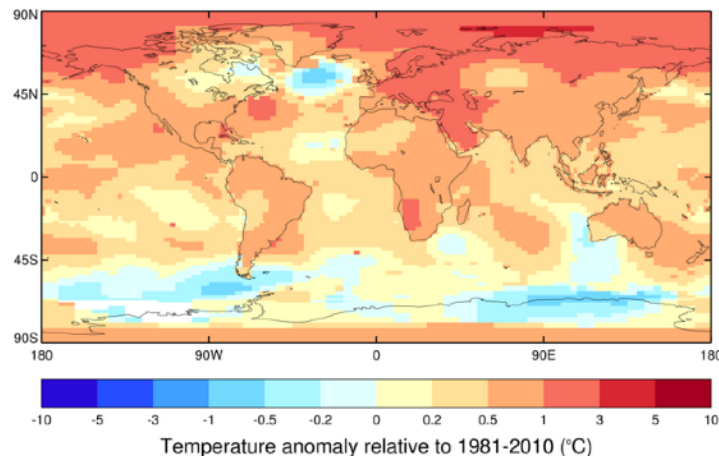 90N
45N
0
45S
90S
180 90W 0 90E 180
-10 -5 -3 -1 -0.5 -0.2 0 0.2 0.5 1 3 5 10
Temperature anomaly relative to 1981-2010 (°C)